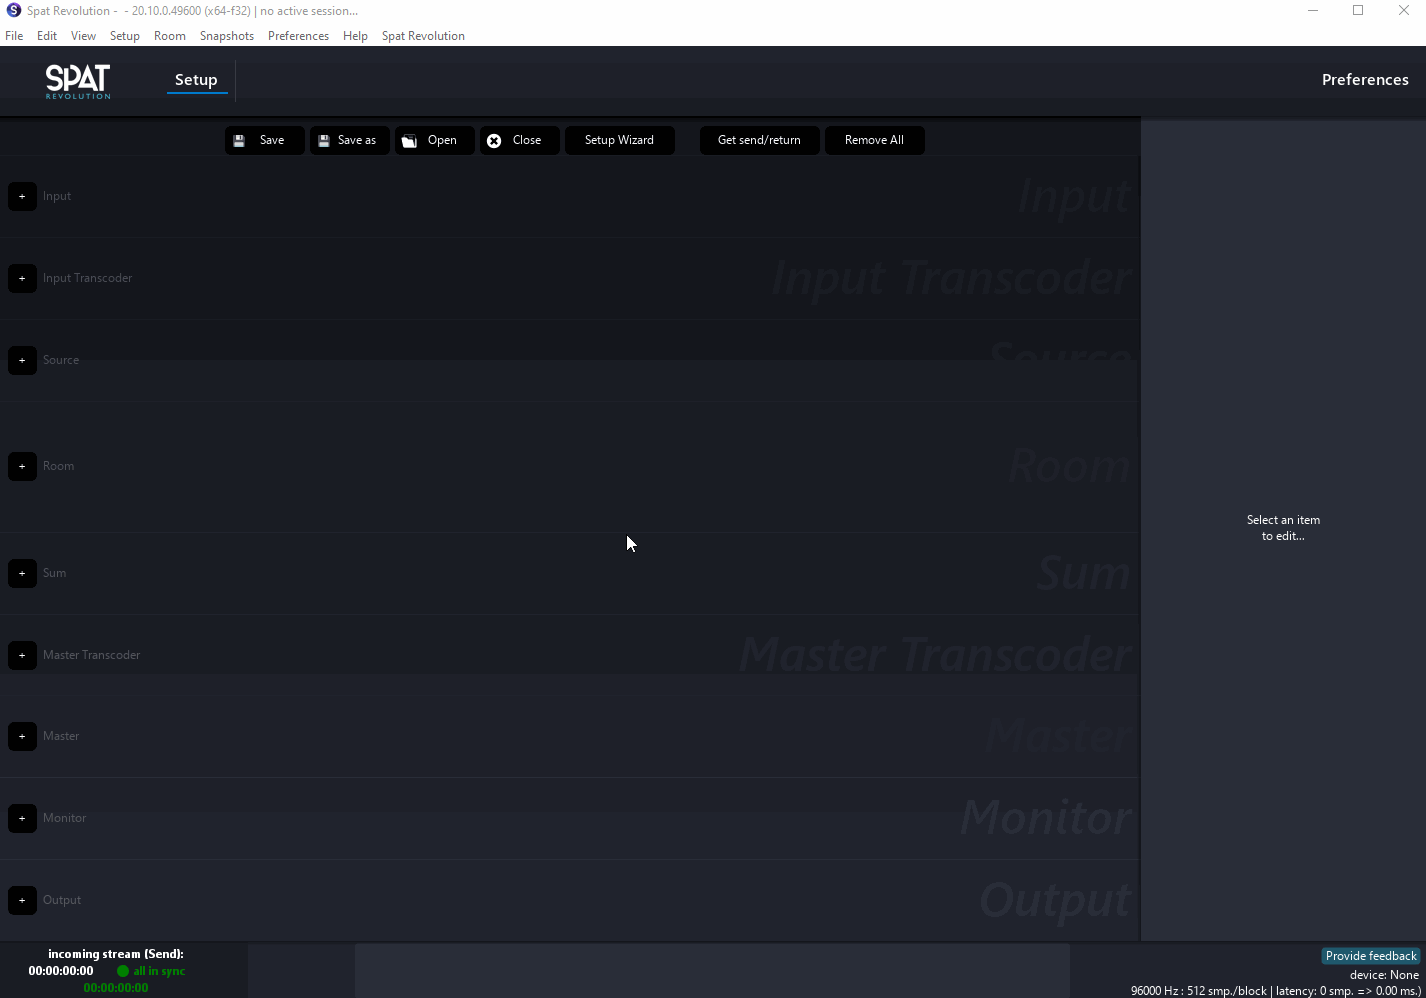 Spat Revolution - - 20.10.0.49600 (x64-f32) | no active session...
File Edit View Setup Room Snapshots Preferences Help Spat Revolution
SPAT
REVOLUTION
Setup
Preferences
Save Save as Open Close Setup Wizard Get send/return Remove All
+ Input Input
+ Input Transcoder Input Transcoder
+ Source Source
+ Room Room
Select an item
to edit...
+ Sum Sum
+ Master Transcoder Master Transcoder
+ Master Master
+ Monitor Monitor
+ Output Output
incoming stream (Send):
00:00:00:00 all in sync
00:00:00:00
Provide feedback
device: None
96000 Hz : 512 smp./block | latency: 0 smp. => 0.00 ms.)